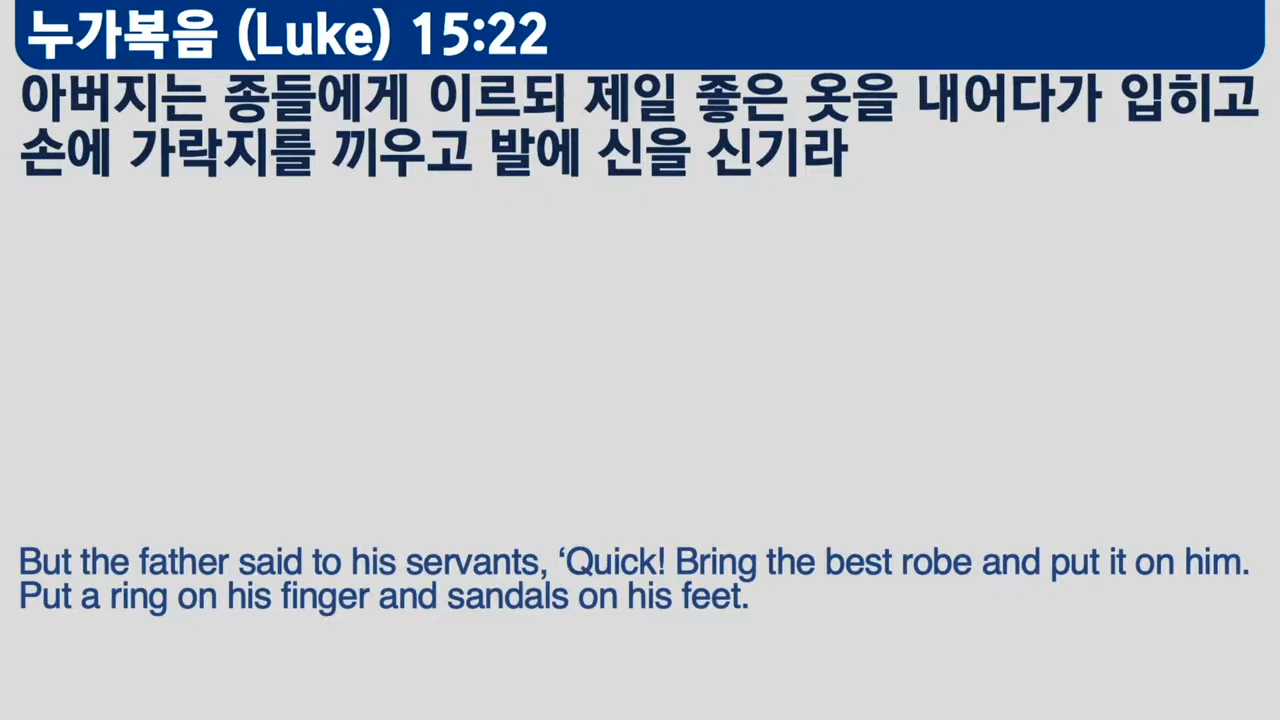 누가복음 (Luke) 15:22
아버지는 종들에게 이르되 제일 좋은 옷을 내어다가 입히고
손에 가락지를 끼우고 발에 신을 신기라
But the father said to his servants, ‘Quick! Bring the best robe and put it on him.
Put a ring on his finger and sandals on his feet.